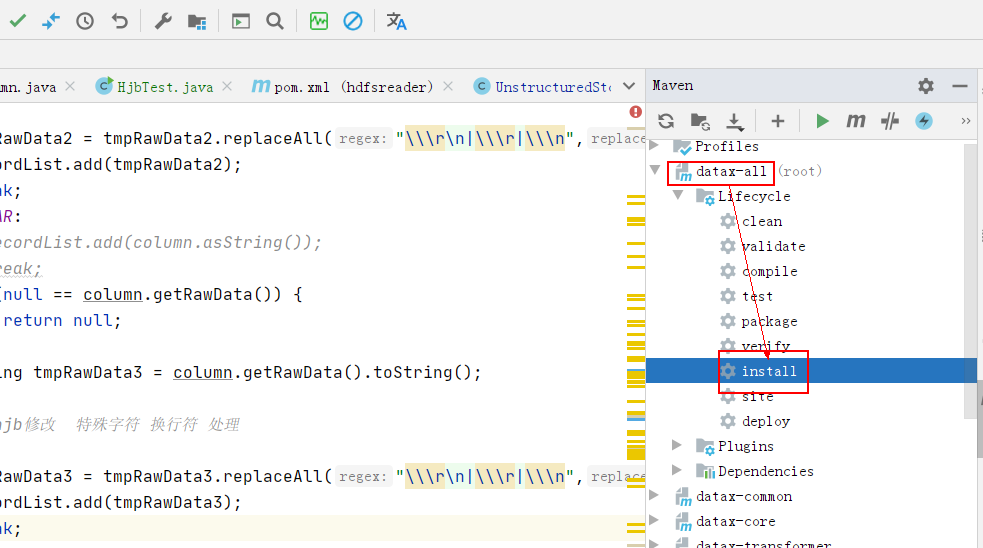 mn.java HjbTest.java pom.xml (hdfsreader) UnstructuredSt
Maven
RawData2 = tmpRawData2.replaceAll( regex: "\\\r\n|\\\r|\\\n", replace
ordList.add(tmpRawData2);
ak;
AR:
ecordList.add(column.asString());
reak;
(null == column.getRawData()) {
return null;
ing tmpRawData3 = column.getRawData().toString();
jb修改 特殊字符 换行符 处理
RawData3 = tmpRawData3.replaceAll( regex: "\\\r\n|\\\r|\\\n", replace
ordList.add(tmpRawData3);
ak;
Profiles
datax-all (root)
Lifecycle
clean
validate
compile
test
package
verify
install
site
deploy
Plugins
Dependencies
datax-common
datax-core
datax-transformer